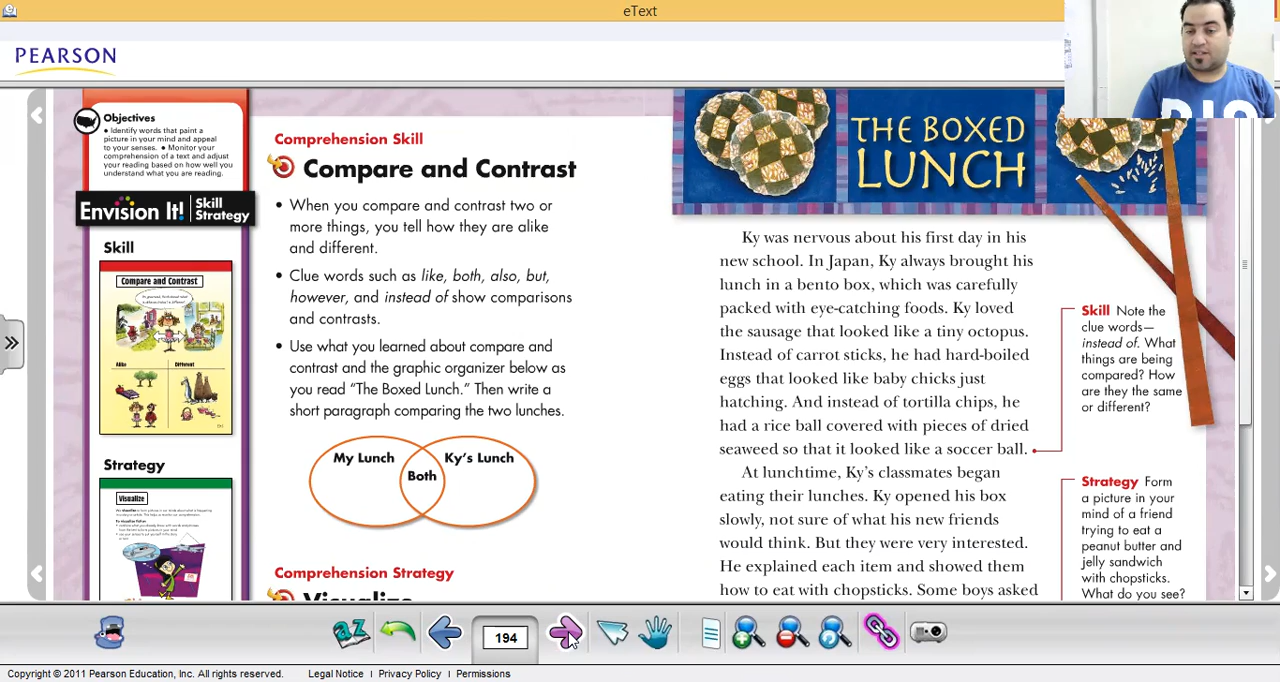 eText
PEARSON
Objectives
● Identify words that paint a
picture in your mind and appeal
to your senses. ● Monitor your
comprehension of a text and adjust
your reading based on how well you
understand what you are reading.
Envision It! Skill
Strategy
Skill
Compare and Contrast
Alike
Different
Strategy
Visualize
Comprehension Skill
Compare and Contrast
• When you compare and contrast two or
more things, you tell how they are alike
and different.
• Clue words such as like, both, also, but,
however, and instead of show comparisons
and contrasts.
• Use what you learned about compare and
contrast and the graphic organizer below as
you read “The Boxed Lunch.” Then write a
short paragraph comparing the two lunches.
My Lunch
Both
Ky’s Lunch
Comprehension Strategy
Visualize
THE BOXED
LUNCH
Ky was nervous about his first day in his
new school. In Japan, Ky always brought his
lunch in a bento box, which was carefully
packed with eye-catching foods. Ky loved
the sausage that looked like a tiny octopus.
Instead of carrot sticks, he had hard-boiled
eggs that looked like baby chicks just
hatching. And instead of tortilla chips, he
had a rice ball covered with pieces of dried
seaweed so that it looked like a soccer ball.
At lunchtime, Ky’s classmates began
eating their lunches. Ky opened his box
slowly, not sure of what his new friends
would think. But they were very interested.
He explained each item and showed them
how to eat with chopsticks. Some boys asked
Skill Note the
clue words—
instead of. What
things are being
compared? How
are they the same
or different?
Strategy Form
a picture in your
mind of a friend
trying to eat a
peanut butter and
jelly sandwich
with chopsticks.
What do you see?
az
194
Copyright © 2011 Pearson Education, Inc. All rights reserved.
Legal Notice | Privacy Policy | Permissions